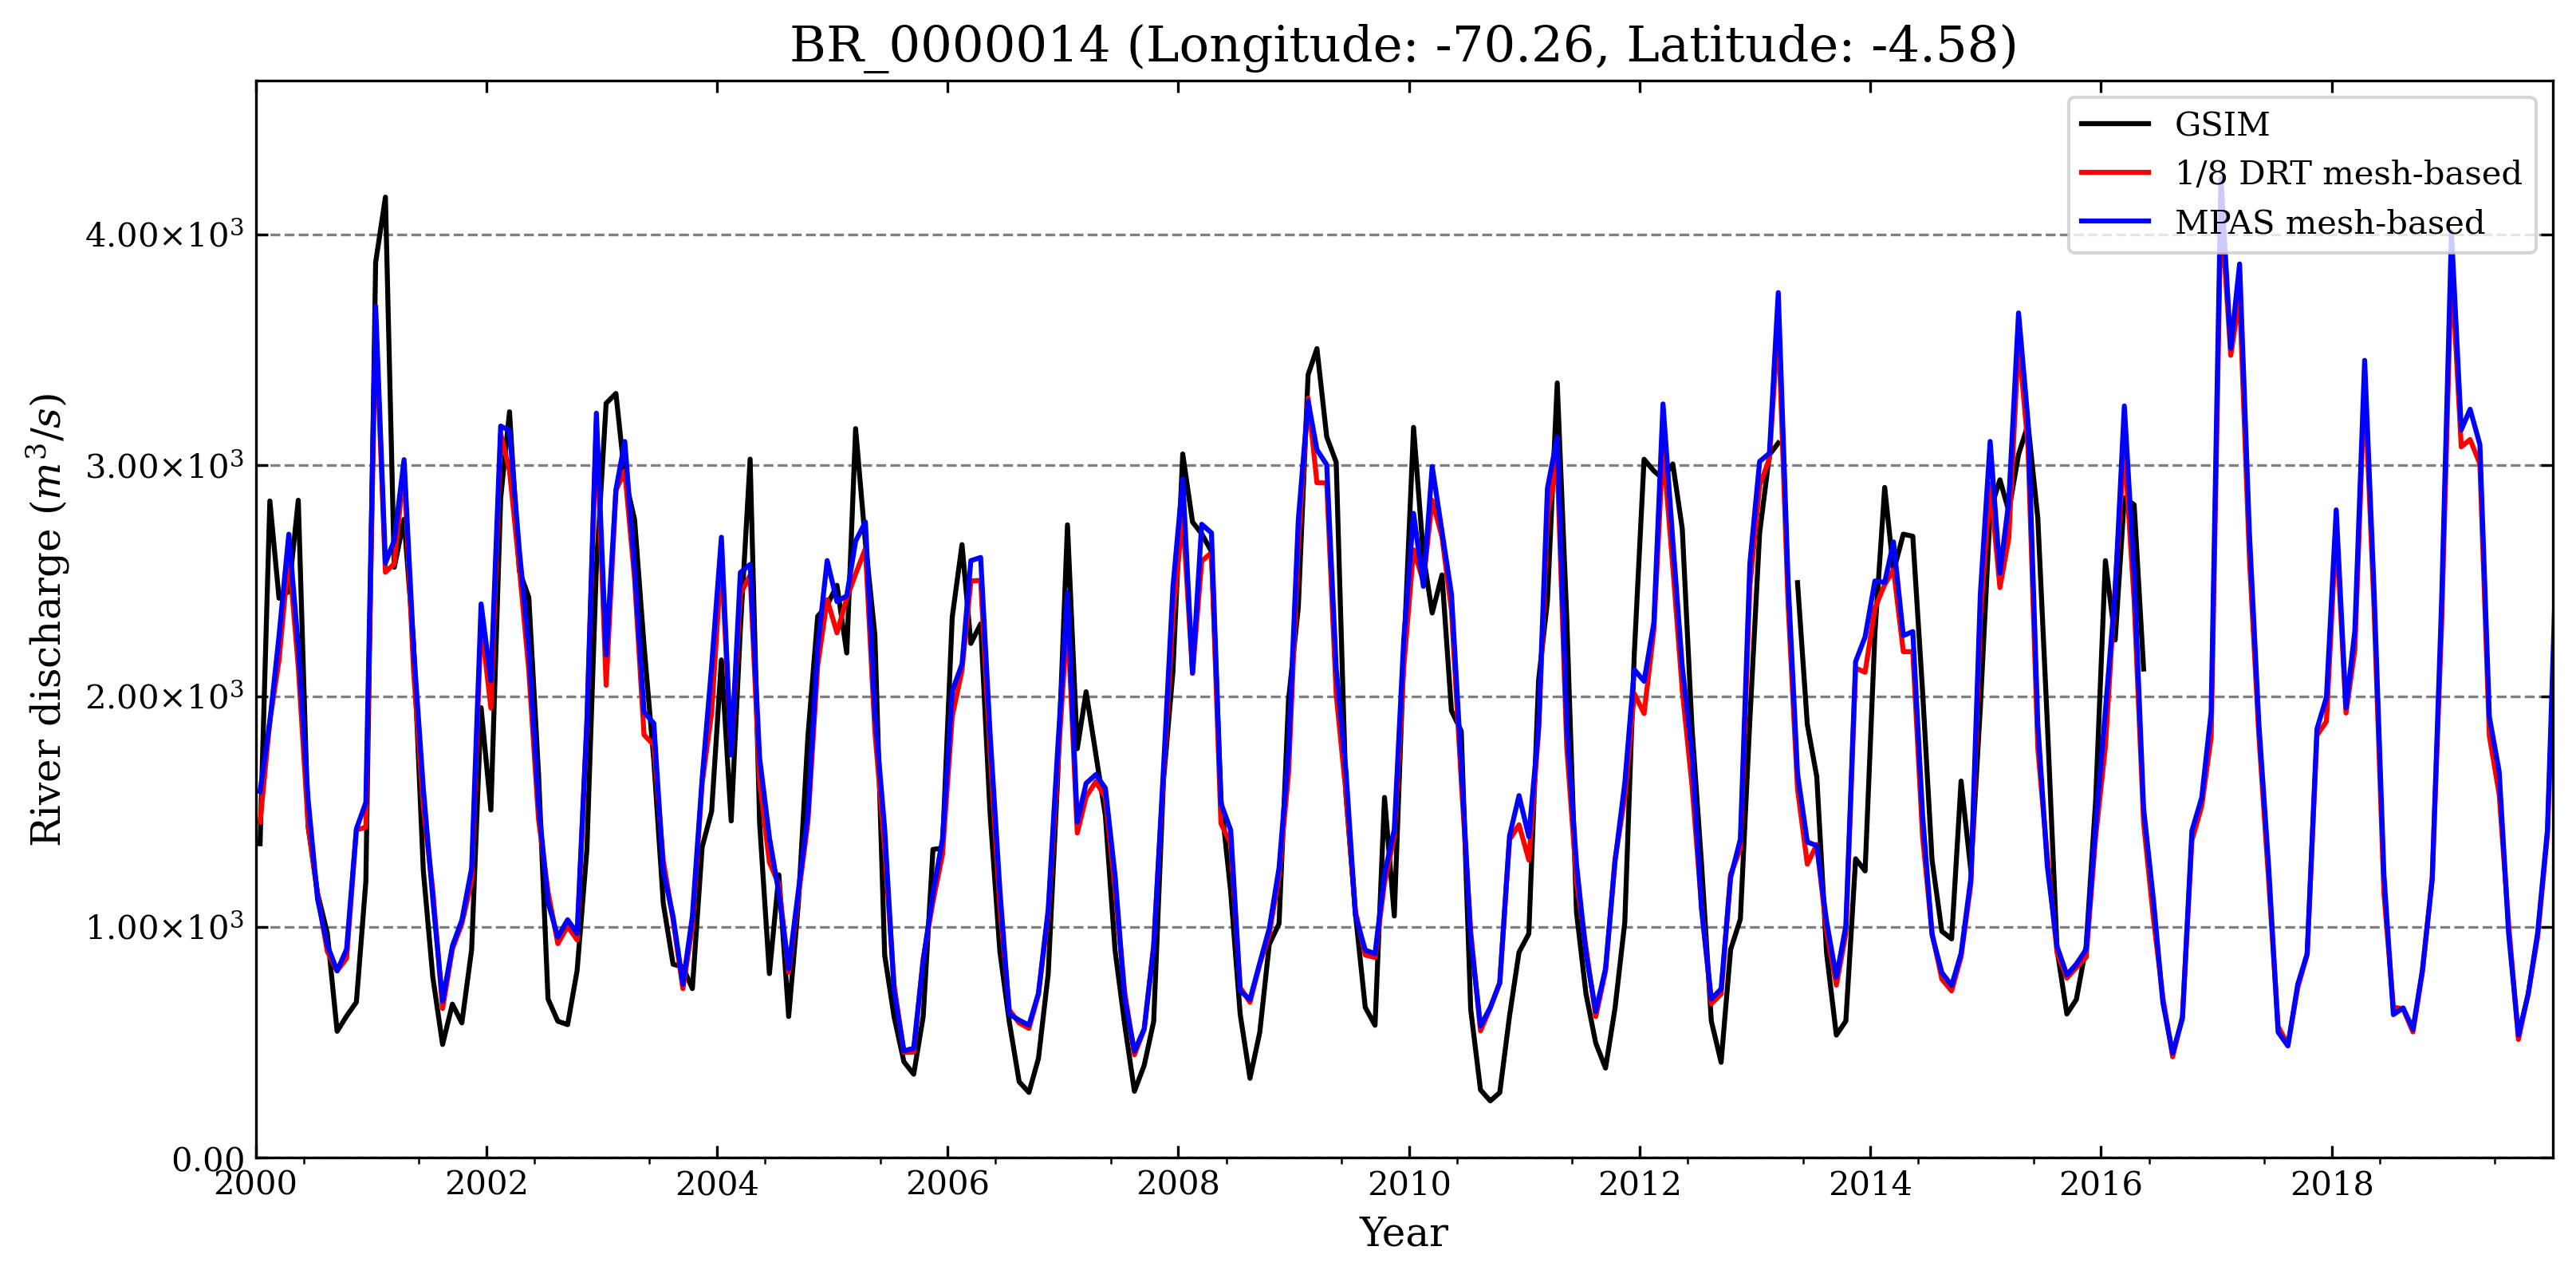 BR_0000014 (Longitude: -70.26, Latitude: -4.58)
GSIM
1/8 DRT mesh-based
MPAS mesh-based
River discharge (m³/s)
4.00×10³
3.00×10³
2.00×10³
1.00×10³
0.00
2000 2002 2004 2006 2008 2010 2012 2014 2016 2018
Year